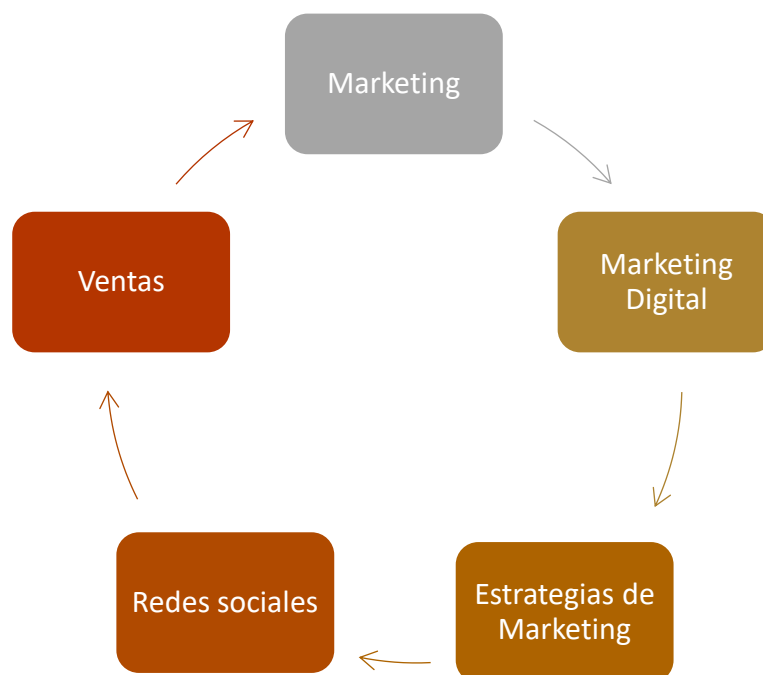 Marketing
Marketing
Digital
Estrategias de
Marketing
Redes sociales
Ventas